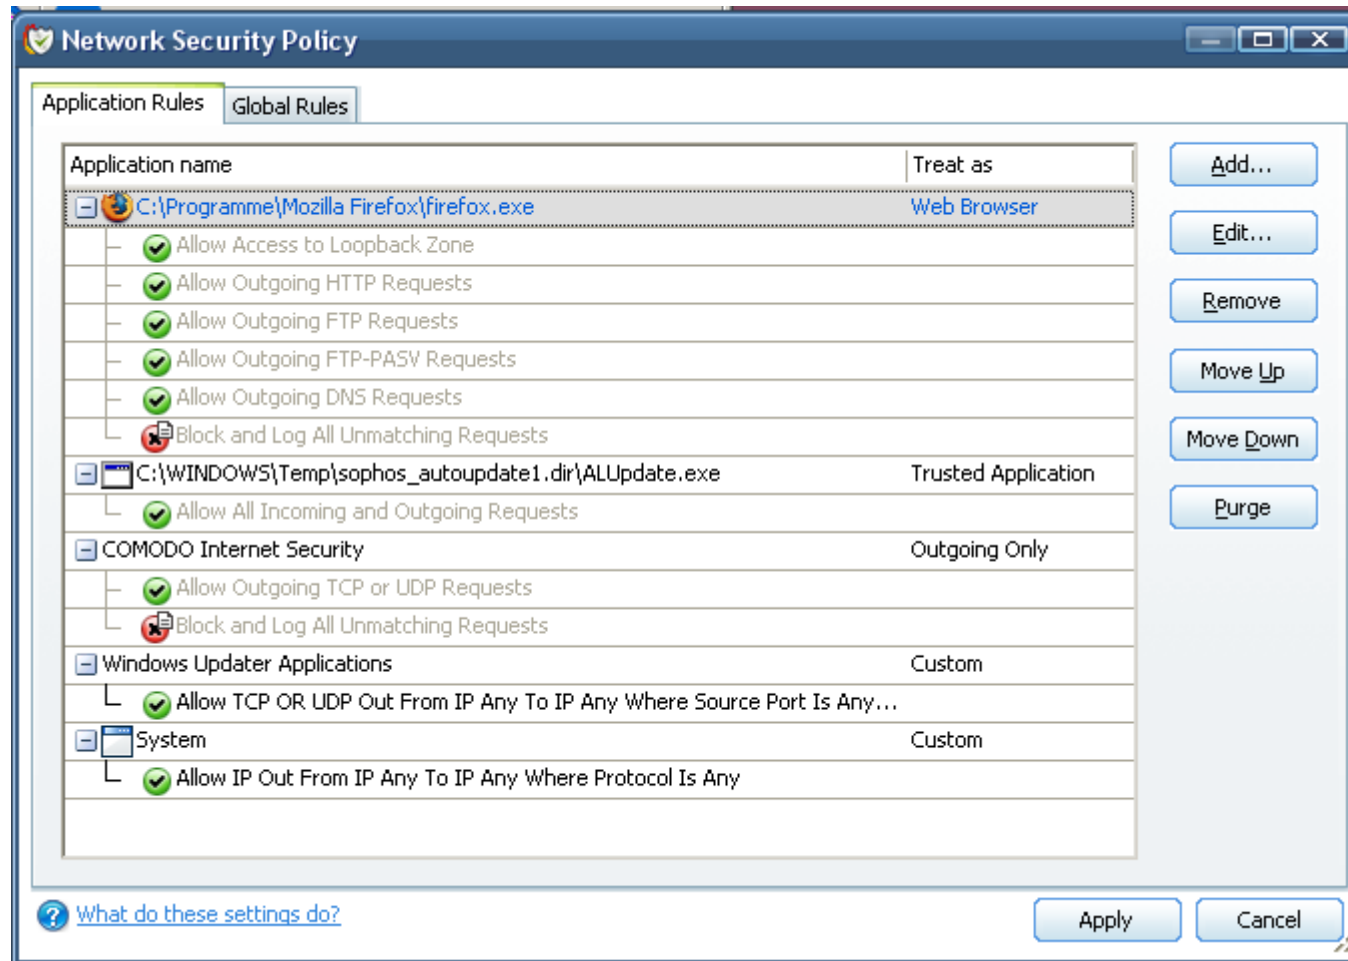 Network Security Policy
Application Rules
Global Rules
Application name
Treat as
C:\Programme\Mozilla Firefox\firefox.exe
Web Browser
Allow Access to Loopback Zone
Allow Outgoing HTTP Requests
Allow Outgoing FTP Requests
Allow Outgoing FTP-PASV Requests
Allow Outgoing DNS Requests
Block and Log All Unmatching Requests
C:\WINDOWS\Temp\sophos_autoupdate1.dir\ALUpdate.exe
Trusted Application
Allow All Incoming and Outgoing Requests
COMODO Internet Security
Outgoing Only
Allow Outgoing TCP or UDP Requests
Block and Log All Unmatching Requests
Windows Updater Applications
Custom
Allow TCP OR UDP Out From IP Any To IP Any Where Source Port Is Any...
System
Custom
Allow IP Out From IP Any To IP Any Where Protocol Is Any
Add...
Edit...
Remove
Move Up
Move Down
Purge
What do these settings do?
Apply
Cancel